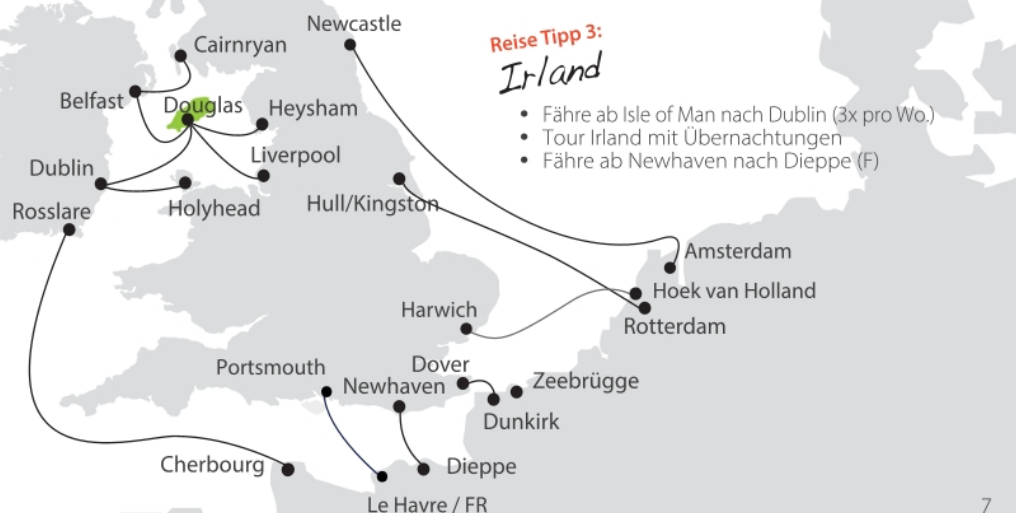 Newcastle
Cairnryan
Reise Tipp 3:
Irland
Belfast
Douglas
Heysham
• Fähre ab Isle of Man nach Dublin (3x pro Wo.)
• Tour Irland mit Übernachtungen
• Fähre ab Newhaven nach Dieppe (F)
Liverpool
Dublin
Rosslare
Holyhead
Hull/Kingston
Amsterdam
Hoek van Holland
Harwich
Rotterdam
Portsmouth
Dover
Newhaven
Zeebrügge
Dunkirk
Cherbourg
Dieppe
Le Havre / FR
7